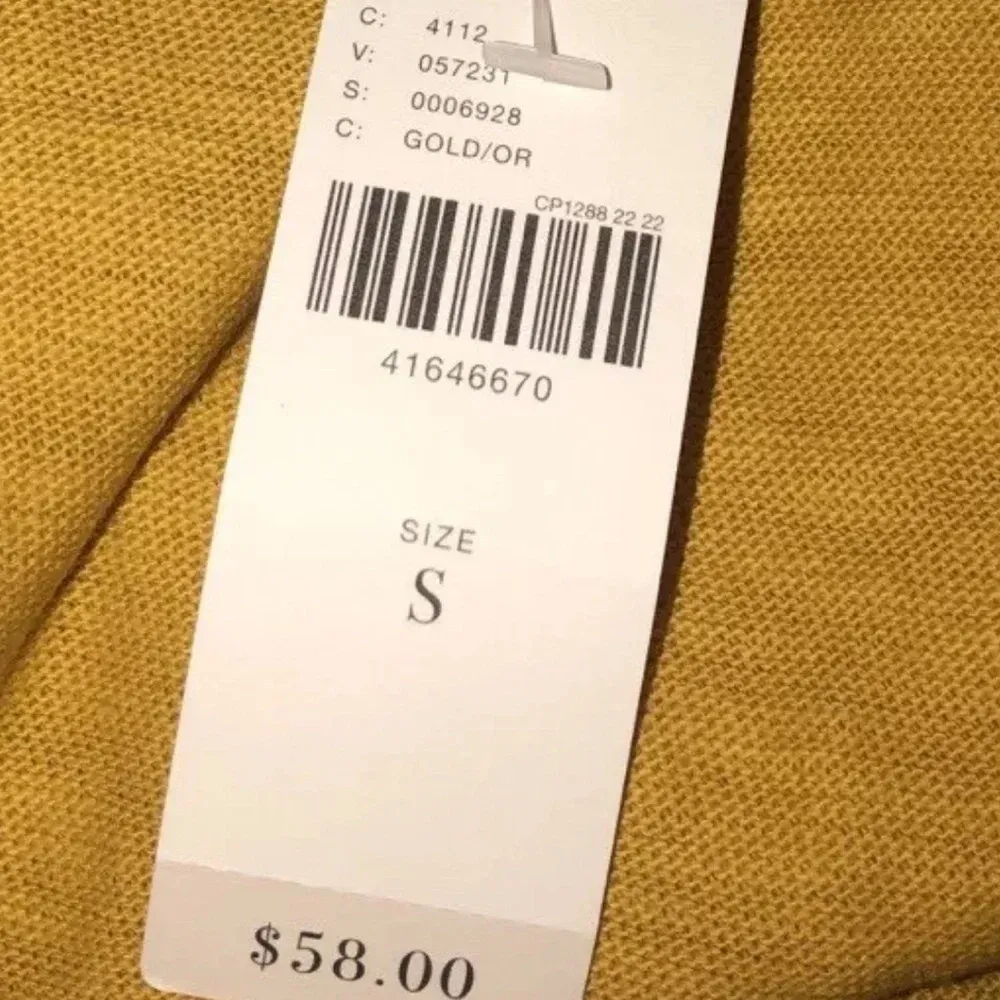 C: 4112
V: 057231
S: 0006928
C: GOLD/OR
CP1288 22 22
41646670
SIZE
S
$58.00